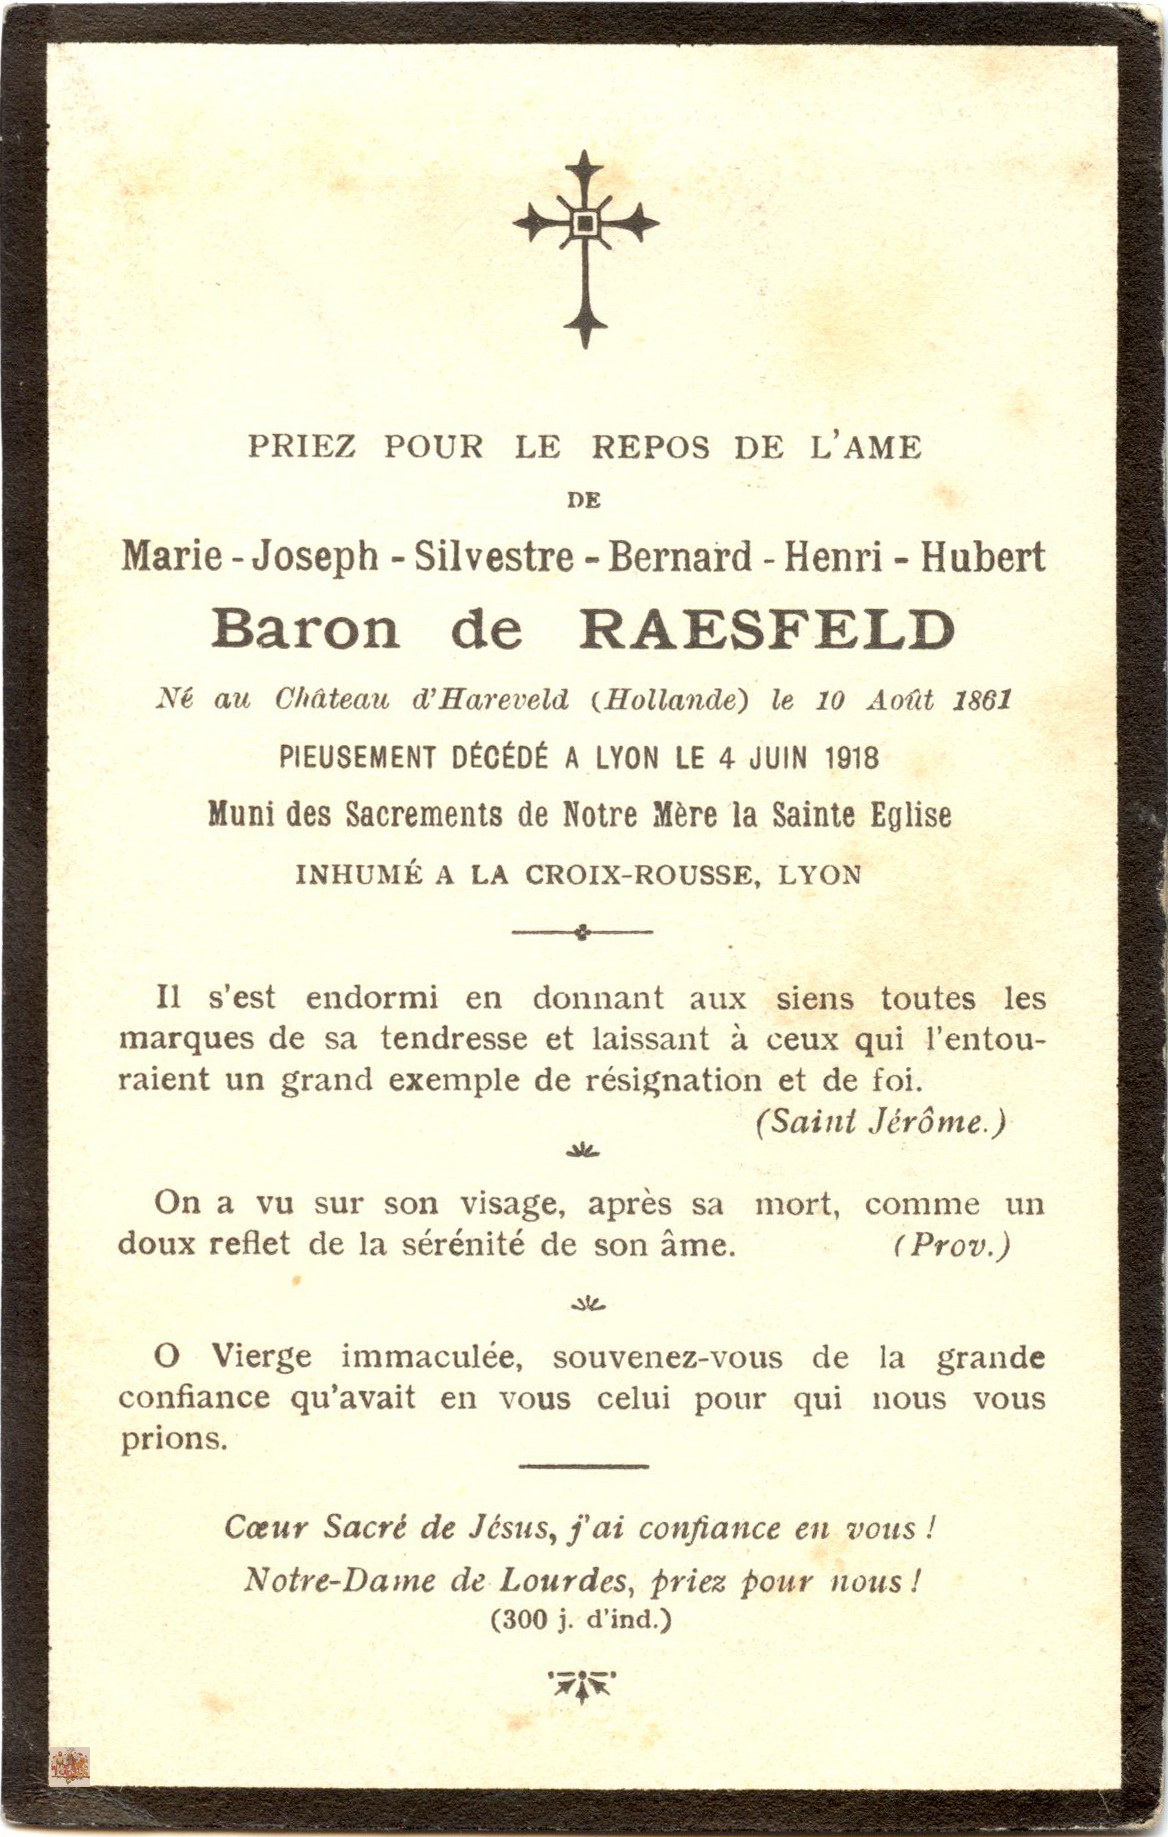 PRIEZ POUR LE REPOS DE L'AME
DE
Marie - Joseph - Silvestre - Bernard - Henri - Hubert
Baron de RAESFELD
Né au Château d'Hareveld (Hollande) le 10 Août 1861
PIEUSEMENT DÉCÉDÉ A LYON LE 4 JUIN 1918
Muni des Sacrements de Notre Mère la Sainte Eglise
INHUMÉ A LA CROIX-ROUSSE, LYON
Il s'est endormi en donnant aux siens toutes les
marques de sa tendresse et laissant à ceux qui l'entou-
raient un grand exemple de résignation et de foi.
(Saint Jérôme.)
On a vu sur son visage, après sa mort, comme un
doux reflet de la sérénité de son âme. (Prov.)
O Vierge immaculée, souvenez-vous de la grande
confiance qu'avait en vous celui pour qui nous vous
prions.
Cœur Sacré de Jésus, j'ai confiance en vous !
Notre-Dame de Lourdes, priez pour nous !
(300 j. d'ind.)